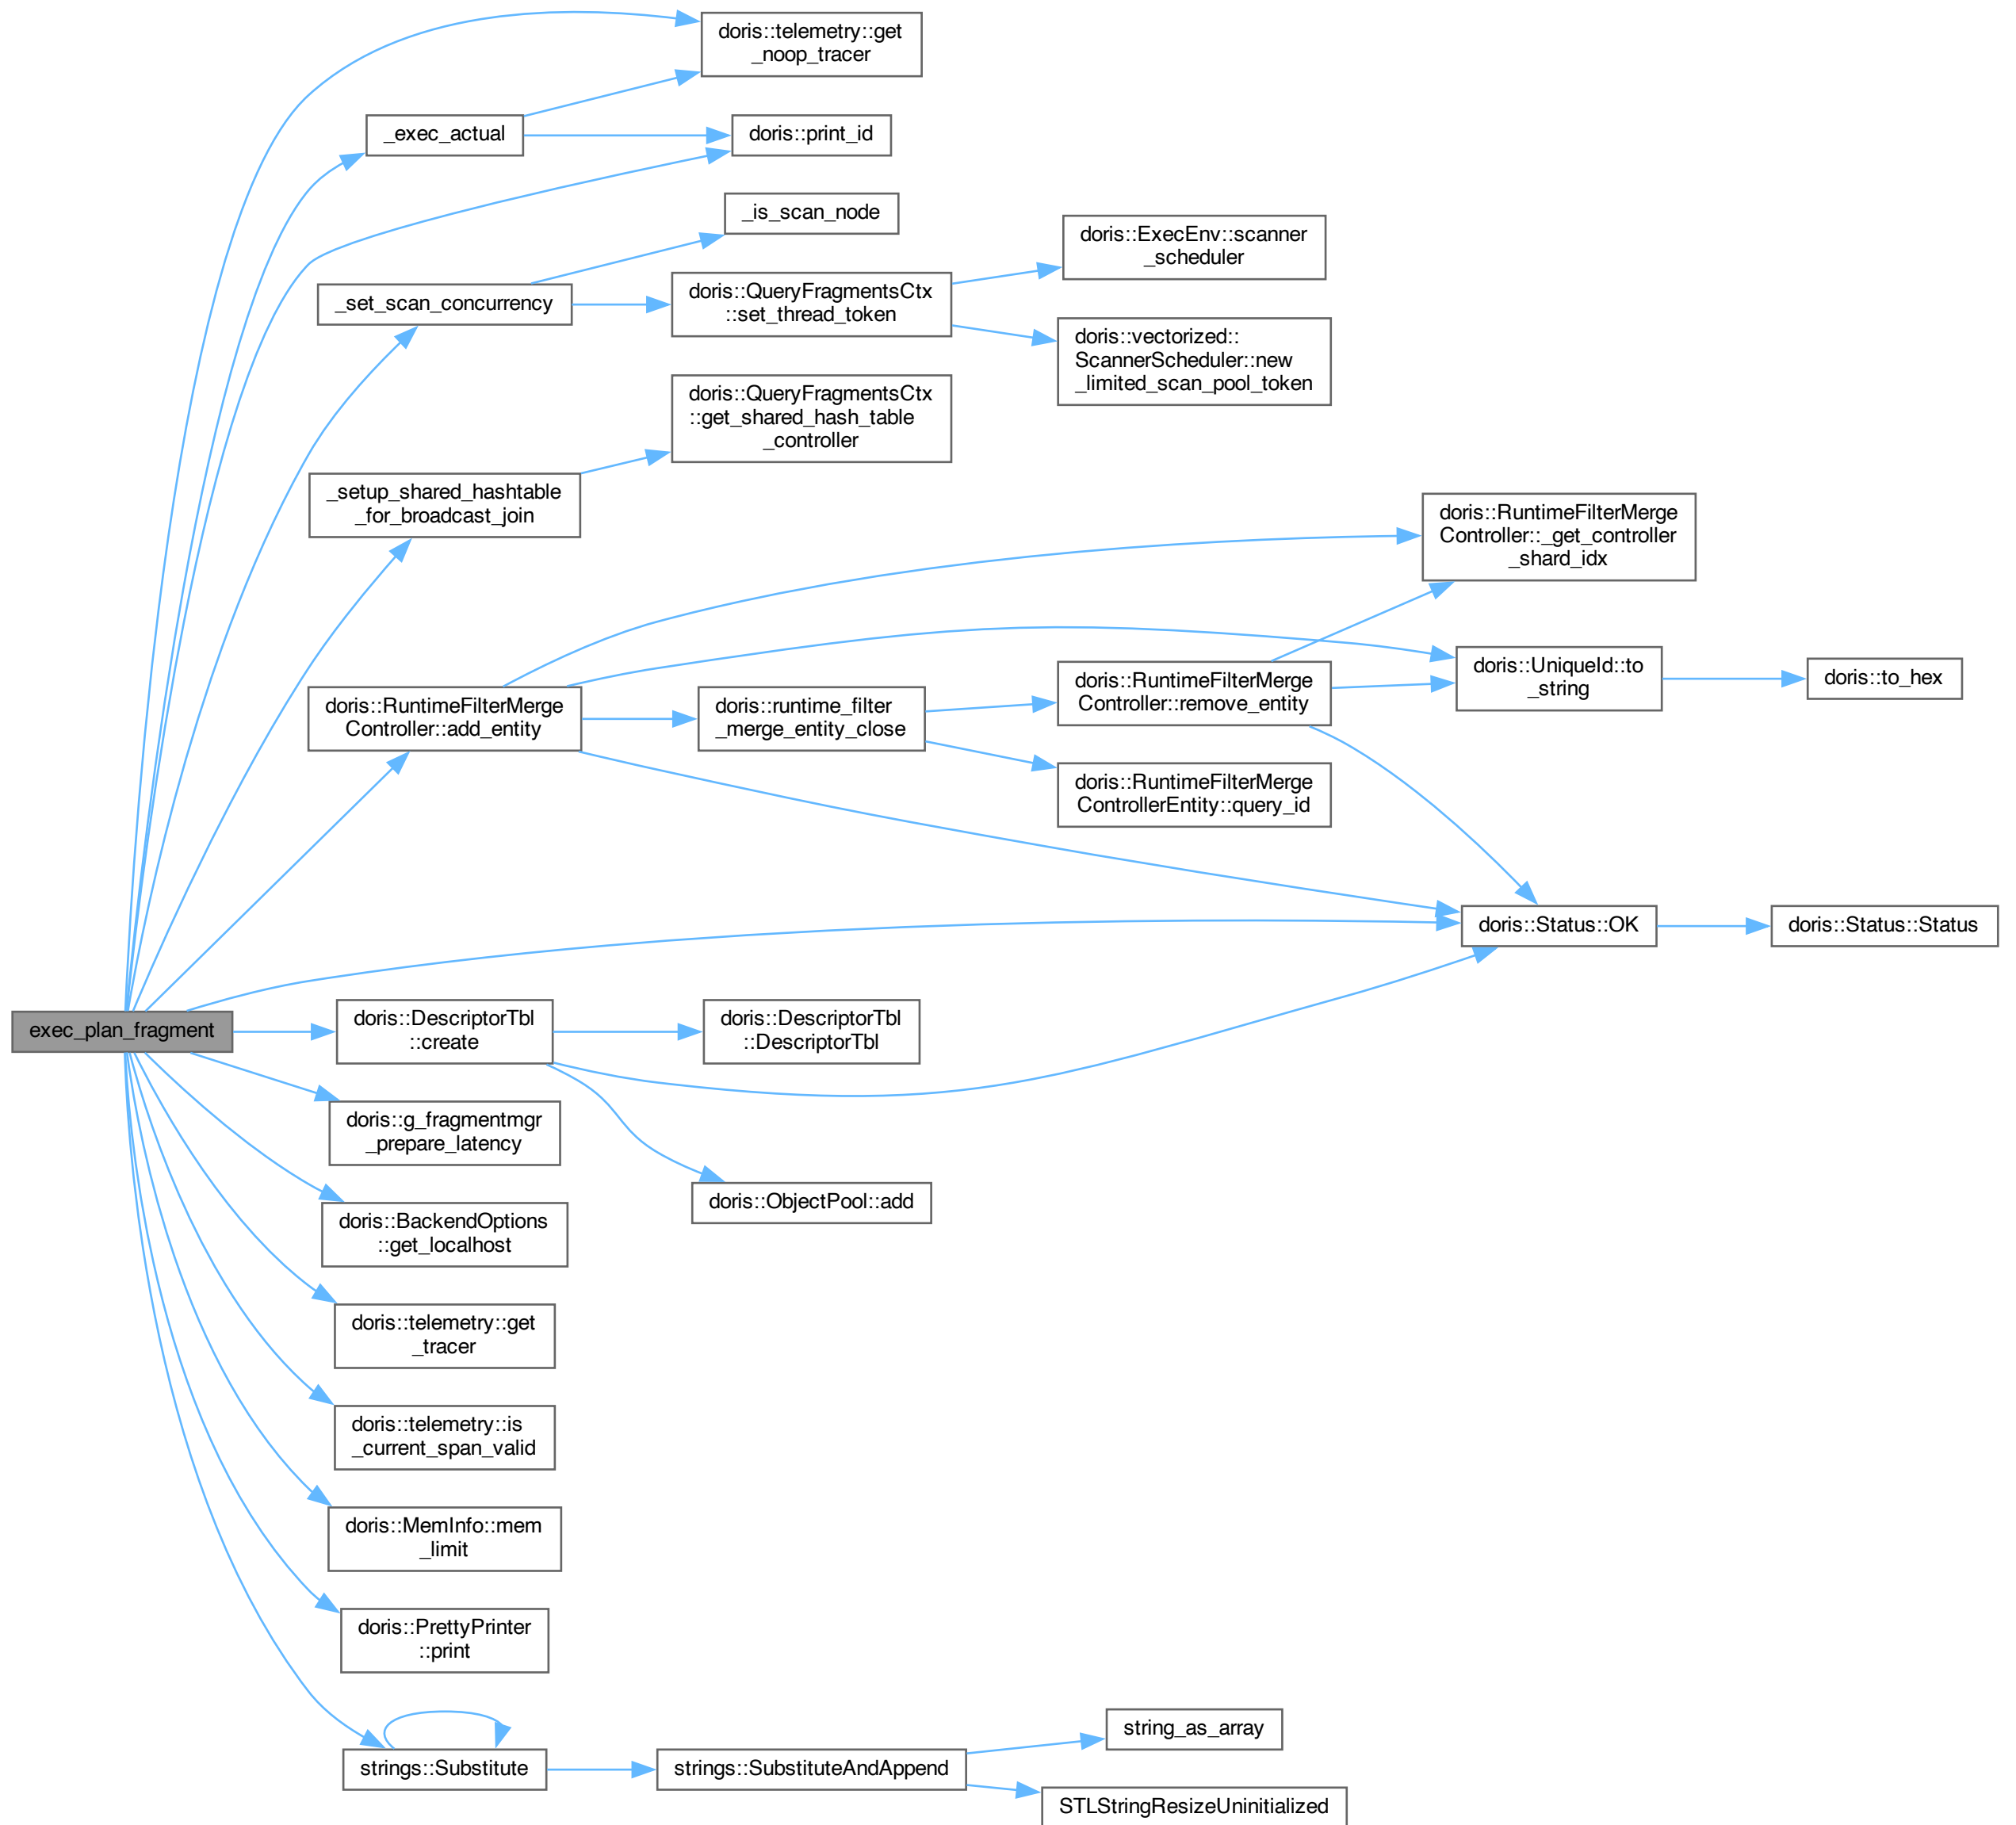 doris::telemetry::get
_noop_tracer
_exec_actual
doris::print_id
_is_scan_node
doris::ExecEnv::scanner
_scheduler
_set_scan_concurrency
doris::QueryFragmentsCtx
::set_thread_token
doris::vectorized::
ScannerScheduler::new
_limited_scan_pool_token
doris::QueryFragmentsCtx
::get_shared_hash_table
_controller
_setup_shared_hashtable
_for_broadcast_join
doris::RuntimeFilterMerge
Controller::_get_controller
_shard_idx
doris::RuntimeFilterMerge
Controller::add_entity
doris::runtime_filter
_merge_entity_close
doris::RuntimeFilterMerge
Controller::remove_entity
doris::UniqueId::to
_string
doris::to_hex
doris::RuntimeFilterMerge
ControllerEntity::query_id
doris::Status::OK
doris::Status::Status
exec_plan_fragment
doris::DescriptorTbl
::create
doris::DescriptorTbl
::DescriptorTbl
doris::g_fragmentmgr
_prepare_latency
doris::ObjectPool::add
doris::BackendOptions
::get_localhost
doris::telemetry::get
_tracer
doris::telemetry::is
_current_span_valid
doris::MemInfo::mem
_limit
doris::PrettyPrinter
::print
strings::Substitute
strings::SubstituteAndAppend
string_as_array
STLStringResizeUninitialized